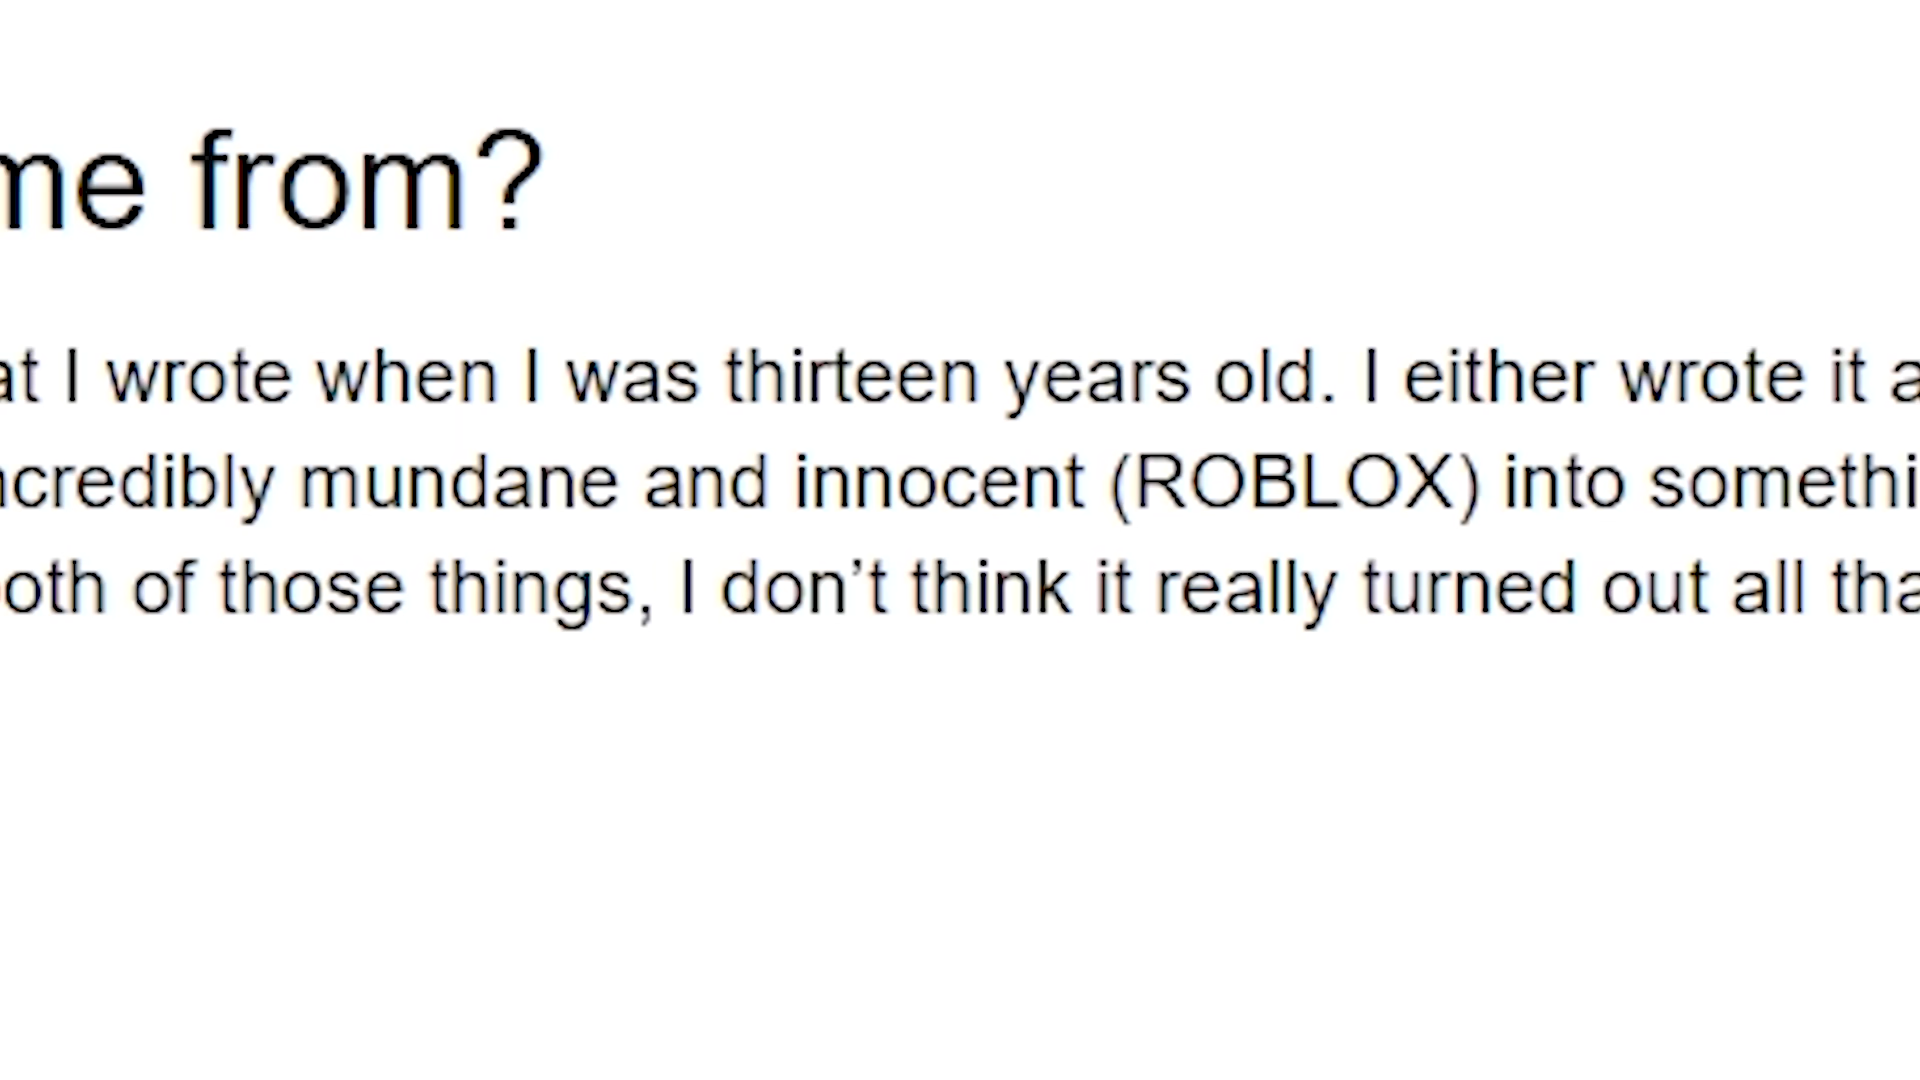 me from?
at I wrote when I was thirteen years old. I either wrote it a
ncredibly mundane and innocent (ROBLOX) into somethi
oth of those things, I don’t think it really turned out all tha